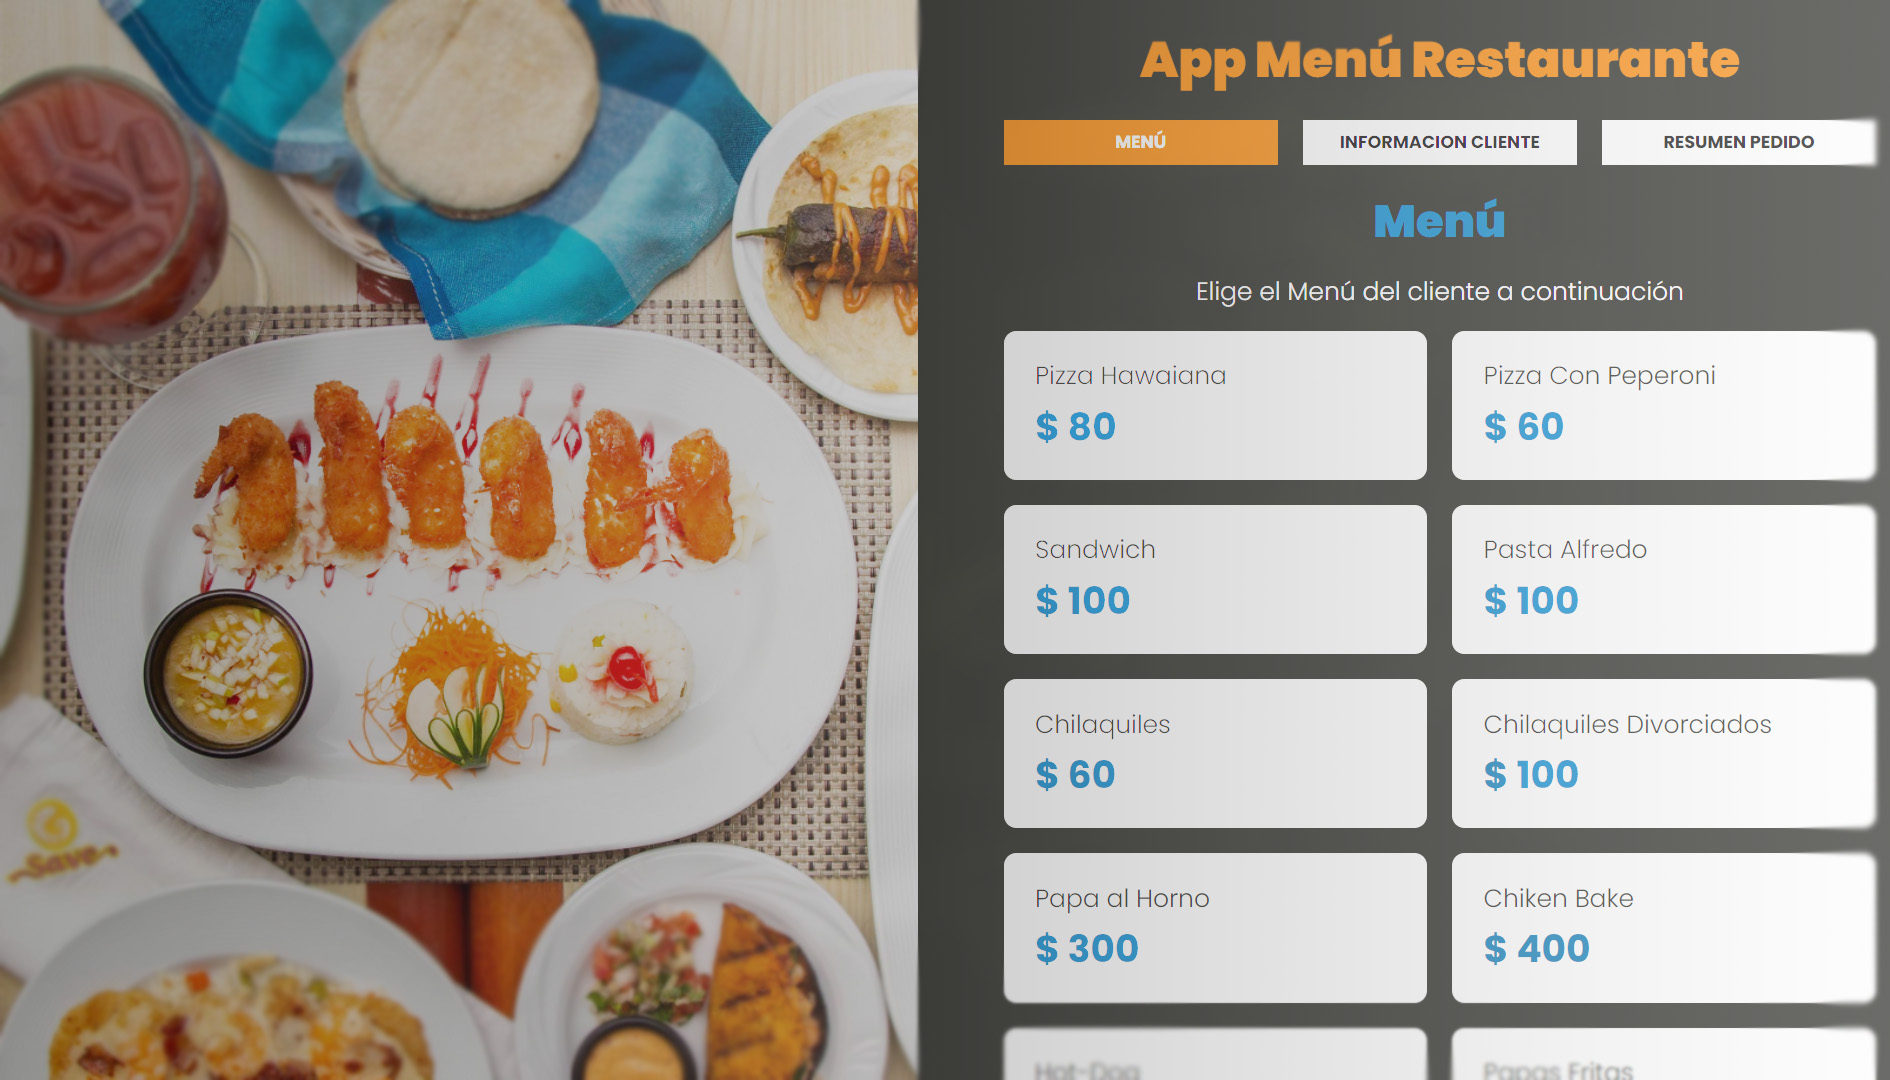 App Menú Restaurante
MENÚ
INFORMACION CLIENTE
RESUMEN PEDIDO
Menú
Elige el Menú del cliente a continuación
Pizza Hawaiana
$ 80
Pizza Con Peperoni
$ 60
Sandwich
$ 100
Pasta Alfredo
$ 100
Chilaquiles
$ 60
Chilaquiles Divorciados
$ 100
Papa al Horno
$ 300
Chiken Bake
$ 400
Hot-Dog
Papas Fritas
Save